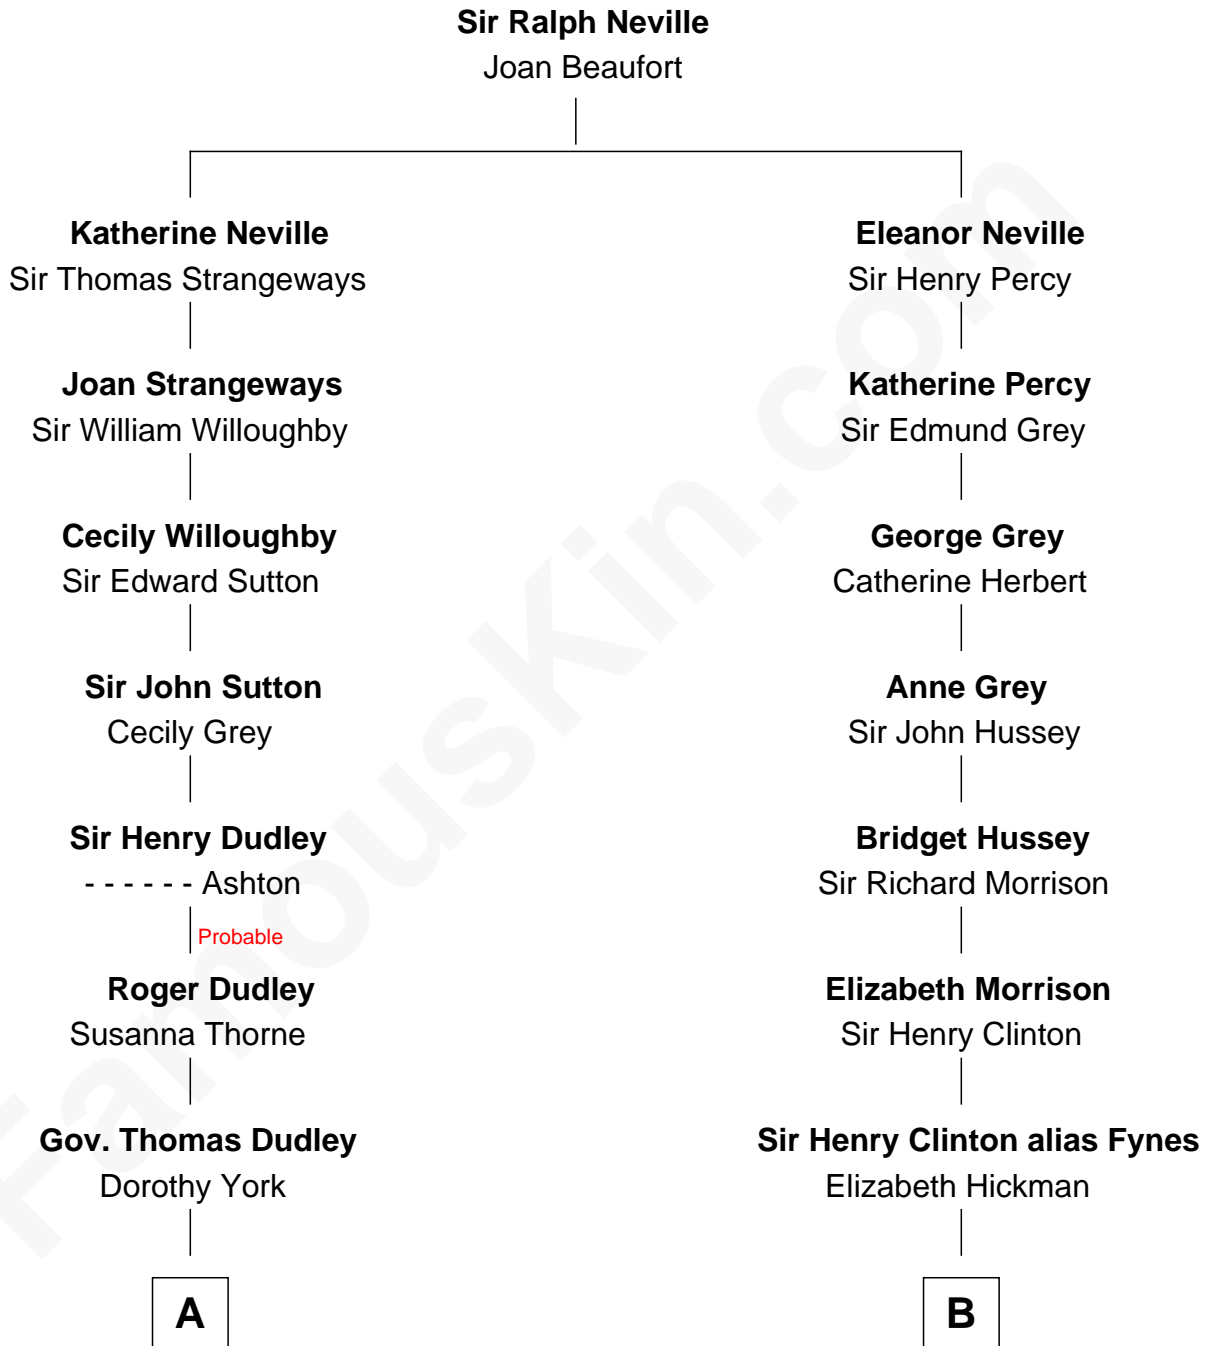 Sir Ralph Neville
Joan Beaufort
Katherine Neville
Sir Thomas Strangeways
Eleanor Neville
Sir Henry Percy
Joan Strangeways
Sir William Willoughby
Katherine Percy
Sir Edmund Grey
Cecily Willoughby
Sir Edward Sutton
George Grey
Catherine Herbert
Sir John Sutton
Cecily Grey
Anne Grey
Sir John Hussey
Sir Henry Dudley
- - - - - - Ashton
Bridget Hussey
Sir Richard Morrison
Probable
Roger Dudley
Susanna Thorne
Elizabeth Morrison
Sir Henry Clinton
Gov. Thomas Dudley
Dorothy York
Sir Henry Clinton alias Fynes
Elizabeth Hickman
A
B
FamousKin.com